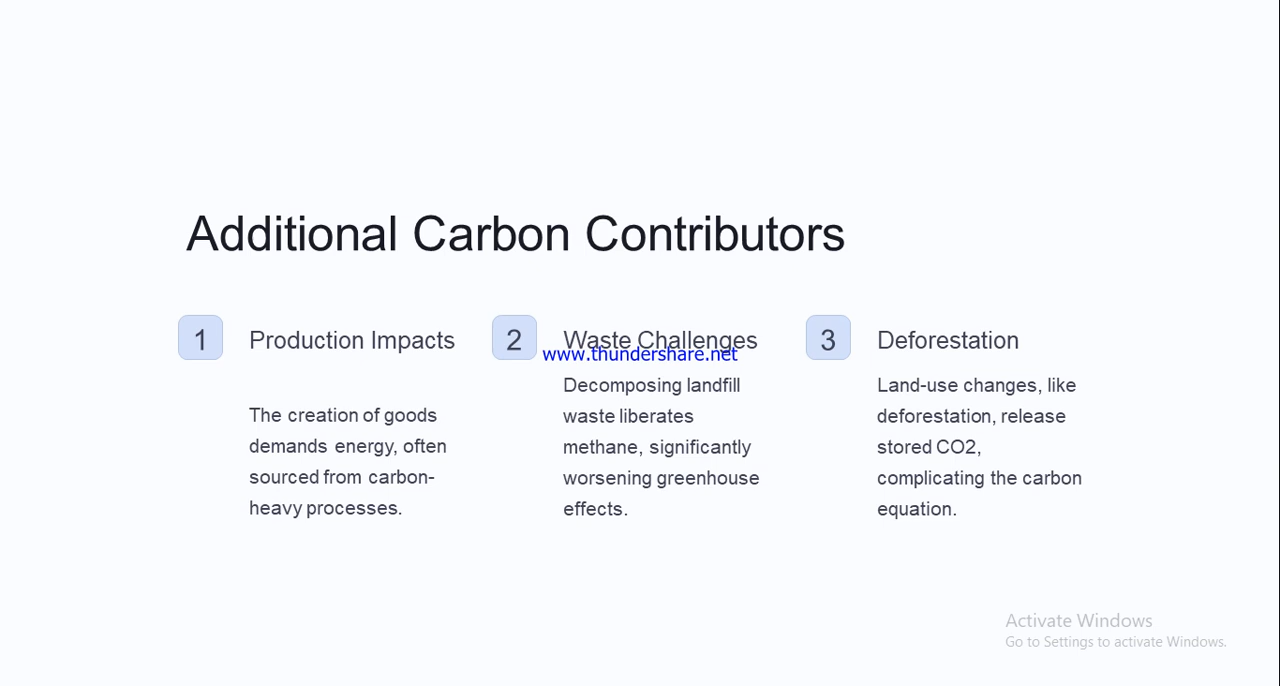 Additional Carbon Contributors
1
Production Impacts
The creation of goods
demands energy, often
sourced from carbon-
heavy processes.
2
Waste Challenges
www.thundershare.net
Decomposing landfill
waste liberates
methane, significantly
worsening greenhouse
effects.
3
Deforestation
Land-use changes, like
deforestation, release
stored CO2,
complicating the carbon
equation.
Activate Windows
Go to Settings to activate Windows.